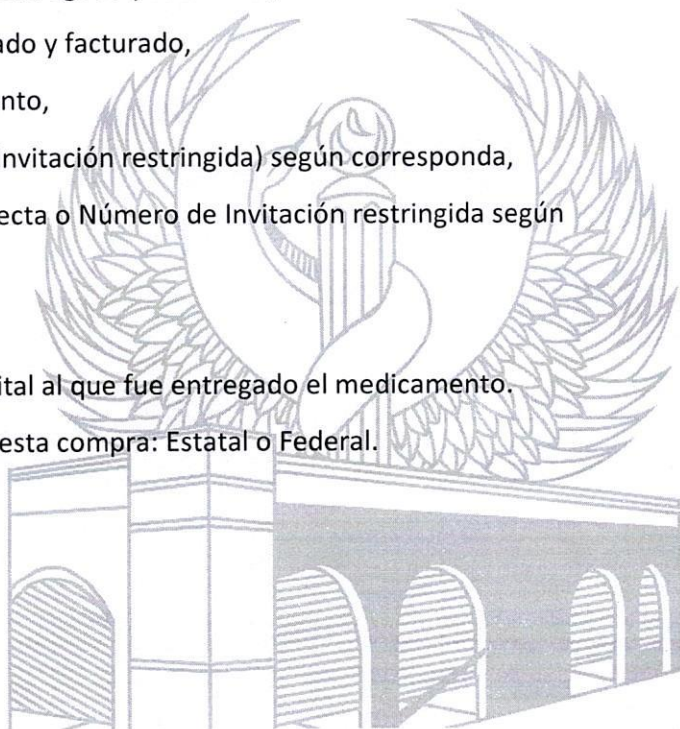 ado y facturado,
nto,
nvitación restringida) según corresponda,
ecta o Número de Invitación restringida según
ital al que fue entregado el medicamento.
esta compra: Estatal o Federal.